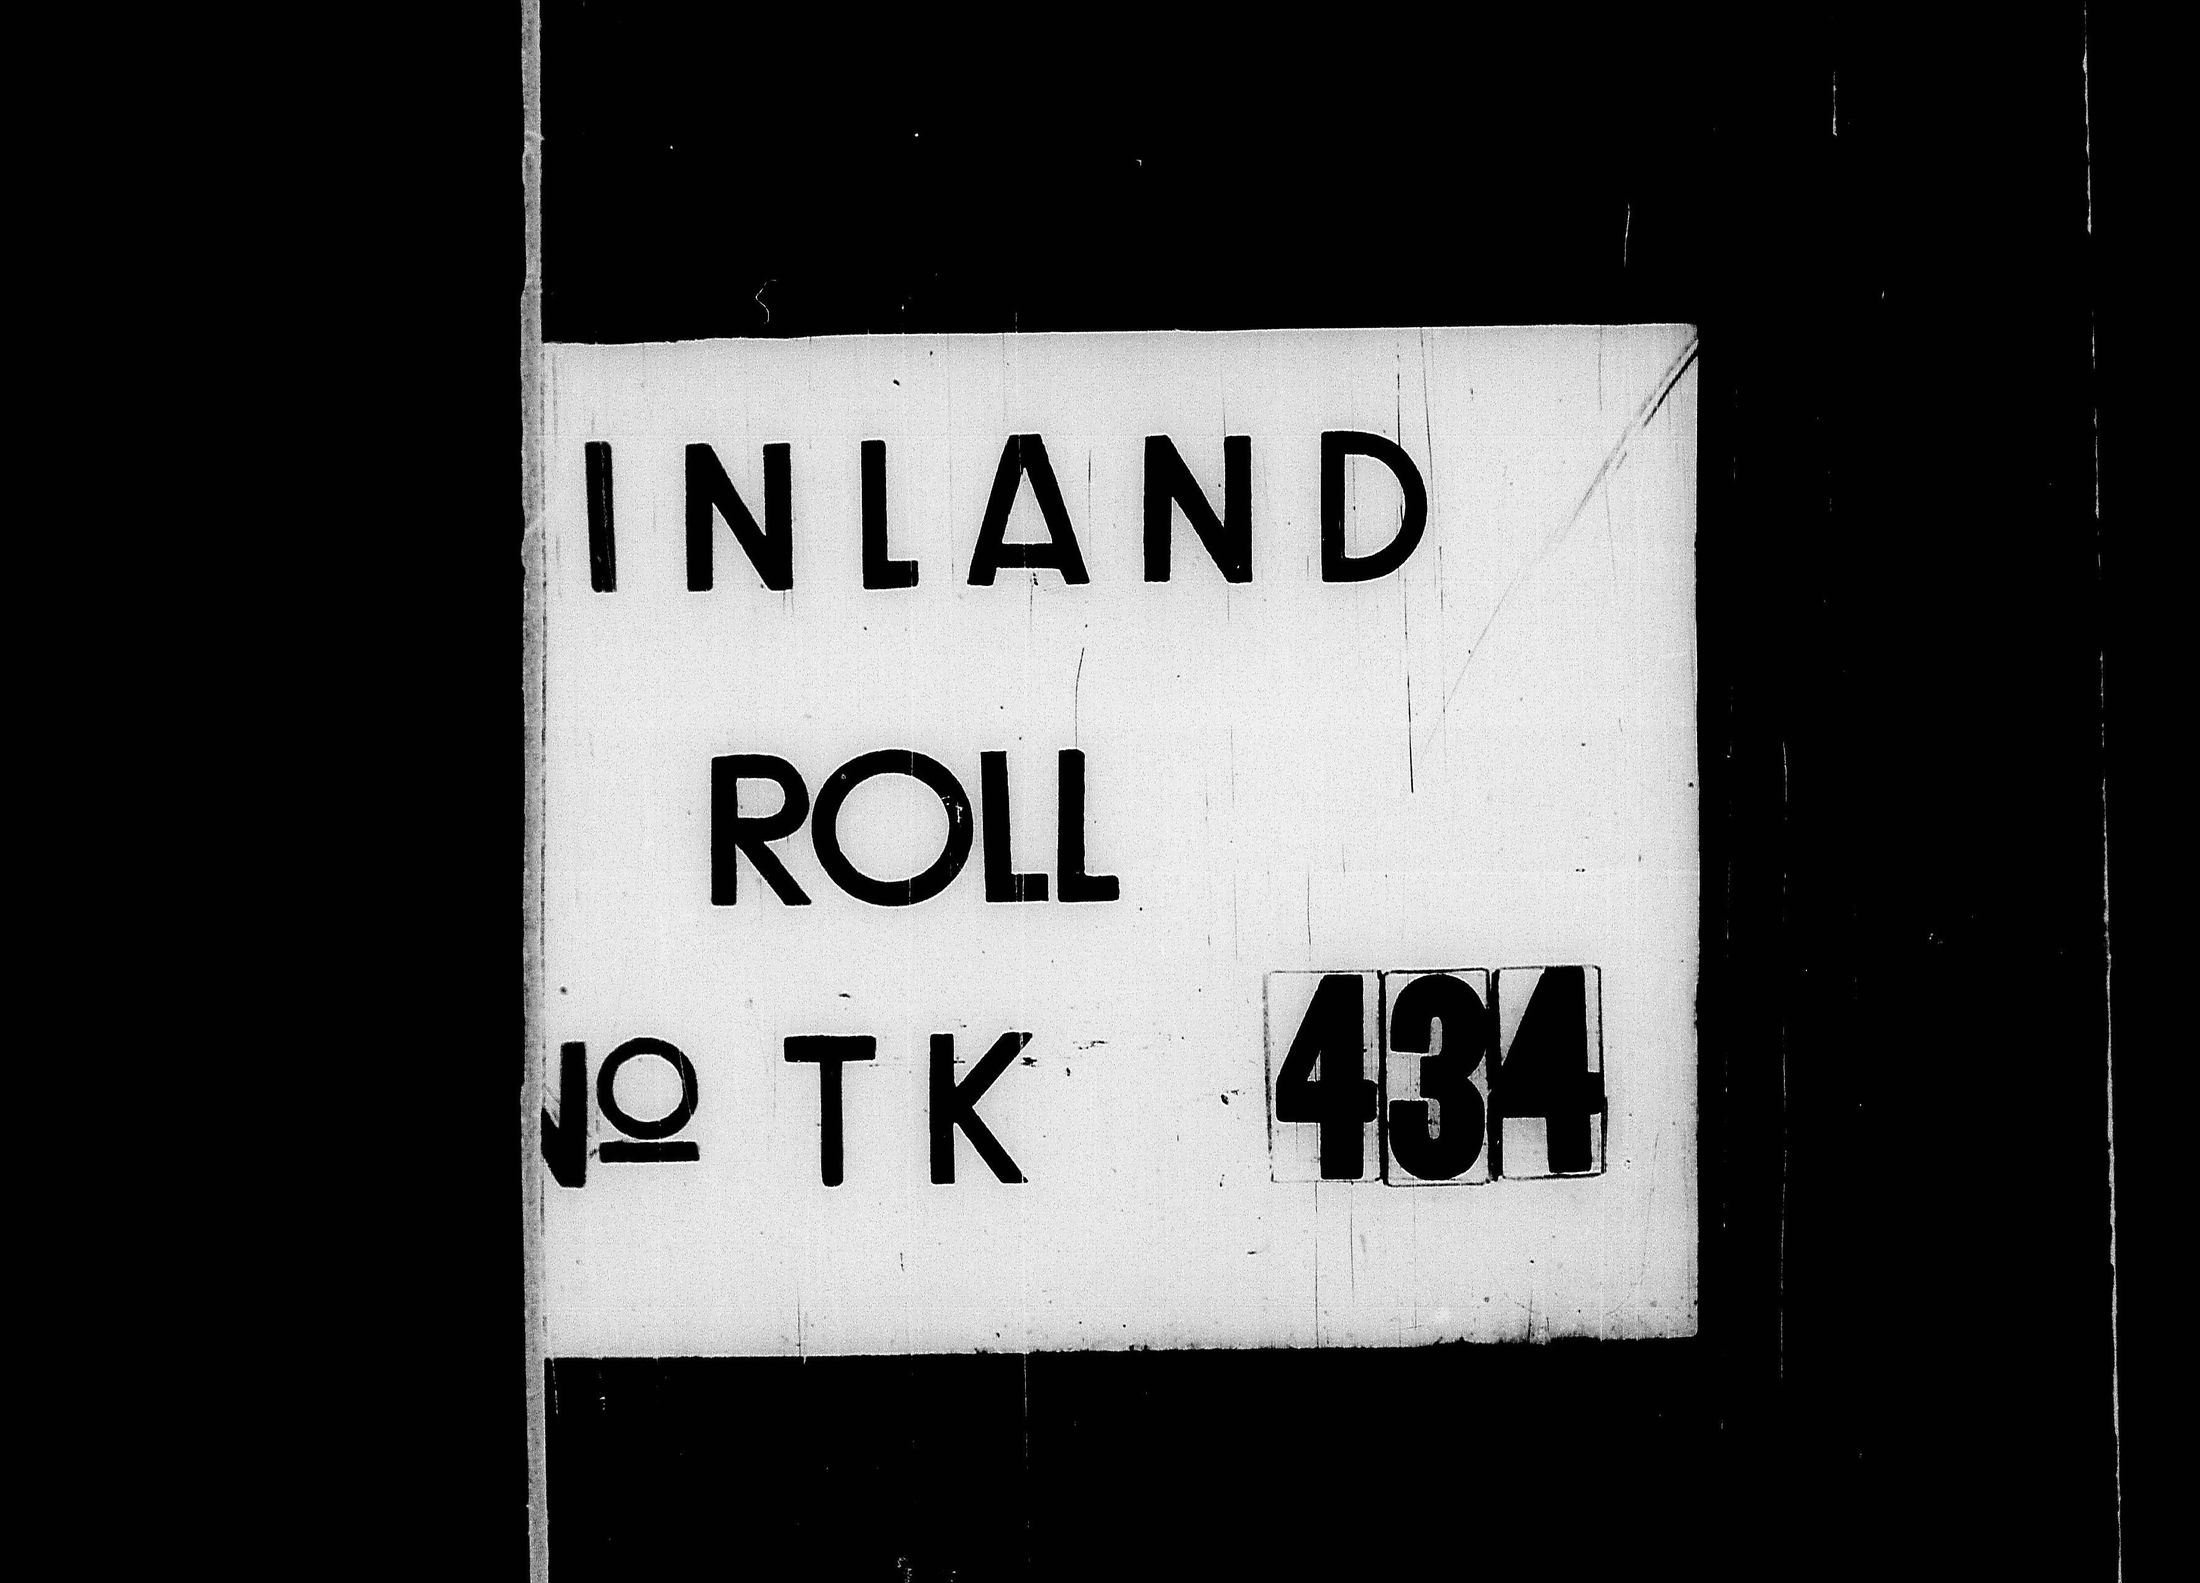 INLAND
ROLL
Nº TK 434